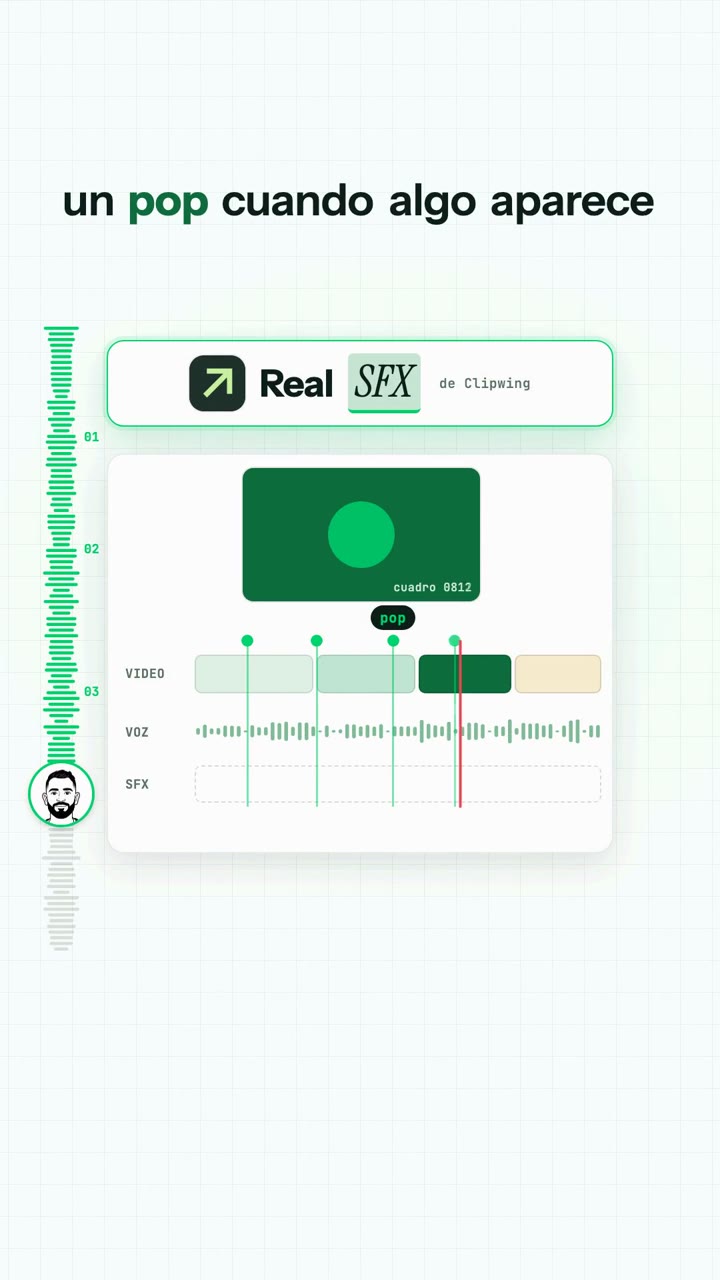 un pop cuando algo aparece
Real SFX de Clipwing
01
02
03
cuadro 0812
pop
VIDEO
VOZ
SFX